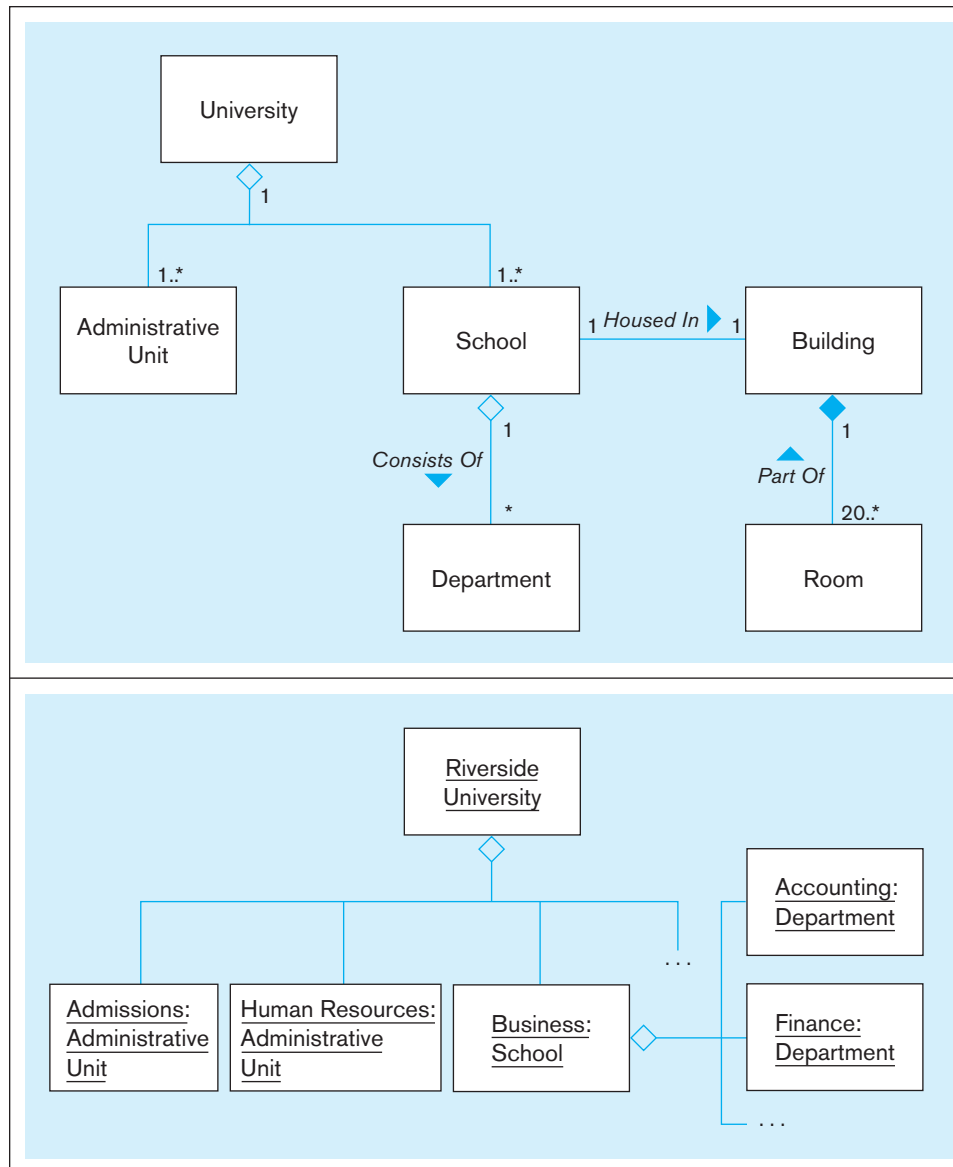 University
1
1..*
1..*
Administrative
Unit
School
1
Housed In
1
Building
1
Consists Of
*
1
Part Of
20..*
Department
Room
Riverside
University
Accounting:
Department
. . .
Admissions:
Administrative
Unit
Human Resources:
Administrative
Unit
Business:
School
Finance:
Department
. . .